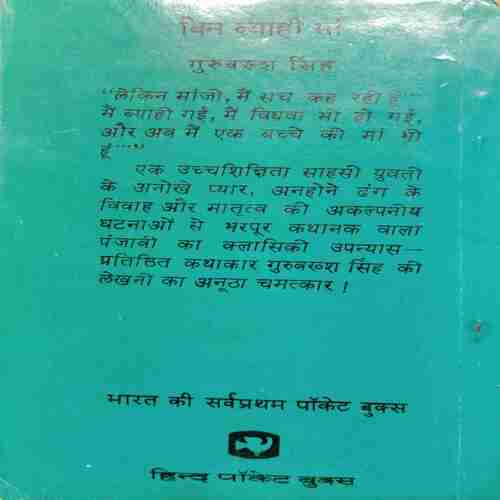 बिन ब्याही मां
गुरुबख्श सिंह
“लेकिन मांजी, मैं सच कह रही हूं…
मैं ब्याही गई, मैं विधवा भी हो गई,
और अब मैं एक बच्चे की मां भी
हूं…”
एक उच्चशिक्षिता साहसी युवती
के अनोखे प्यार, अनहोने ढंग के
विवाह और मातृत्व की अकल्पनीय
घटनाओं से भरपूर कथानक वाला
पंजाबी का क्लासिकी उपन्यास—
प्रतिष्ठित कथाकार गुरुबख्श सिंह की
लेखनी का अनूठा चमत्कार !
भारत की सर्वप्रथम पॉकेट बुक्स
हिन्द पॉकेट बुक्स